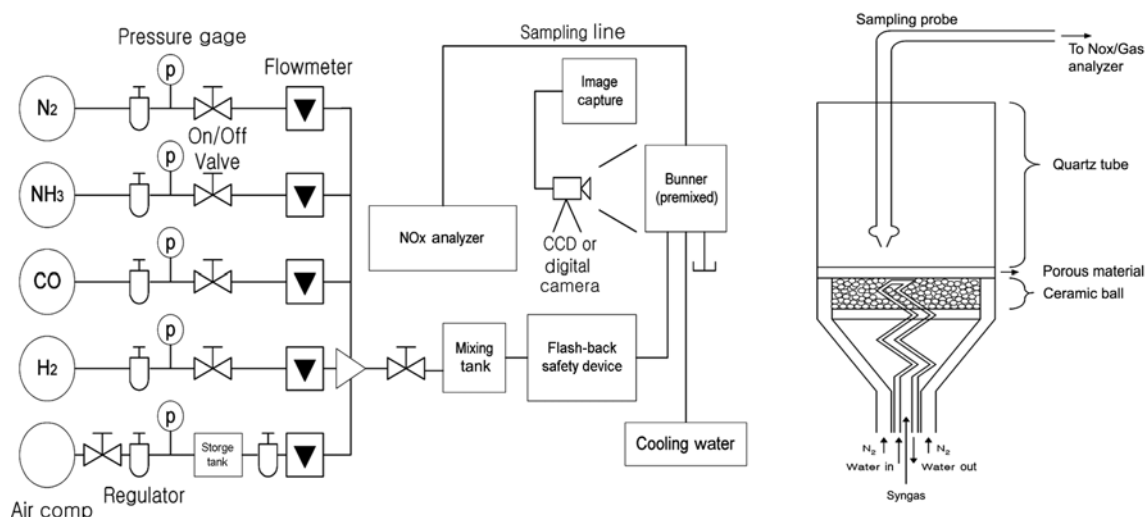 Pressure gage
Sampling line
Flowmeter
p
N2
On/Off
Valve
p
NH3
p
CO
p
H2
p
Storge
tank
Regulator
Air comp
Image
capture
Bunner
(premixed)
NOx analyzer
CCD or
digital
camera
Mixing
tank
Flash-back
safety device
Cooling water
Sampling probe
To Nox/Gas
analyzer
Quartz tube
Porous material
Ceramic ball
N2 N2
Water in Water out
Syngas